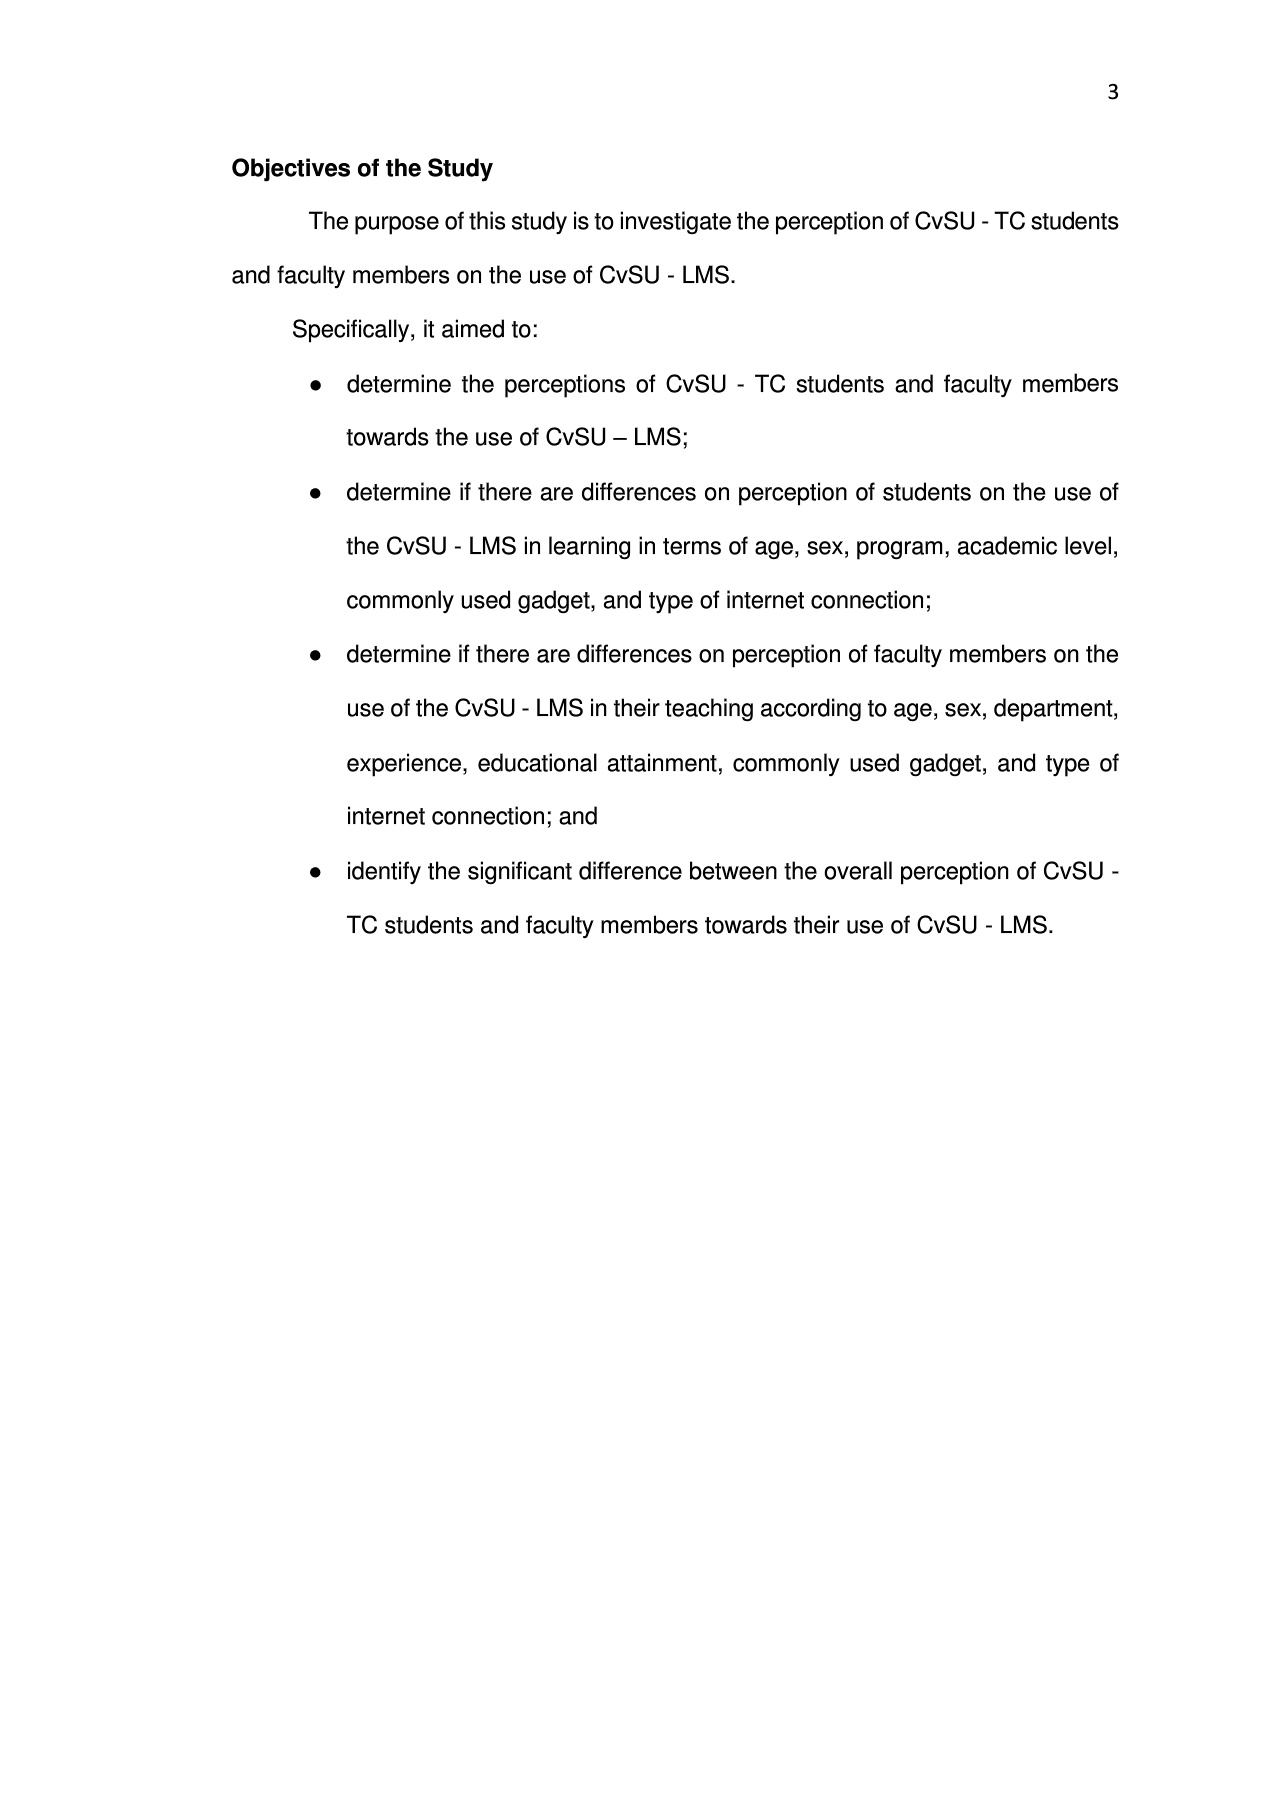 3
Objectives of the Study
The purpose of this study is to investigate the perception of CvSU - TC students
and faculty members on the use of CvSU - LMS.
Specifically, it aimed to:
● determine the perceptions of CvSU - TC students and faculty members
towards the use of CvSU – LMS;
● determine if there are differences on perception of students on the use of
the CvSU - LMS in learning in terms of age, sex, program, academic level,
commonly used gadget, and type of internet connection;
● determine if there are differences on perception of faculty members on the
use of the CvSU - LMS in their teaching according to age, sex, department,
experience, educational attainment, commonly used gadget, and type of
internet connection; and
● identify the significant difference between the overall perception of CvSU -
TC students and faculty members towards their use of CvSU - LMS.